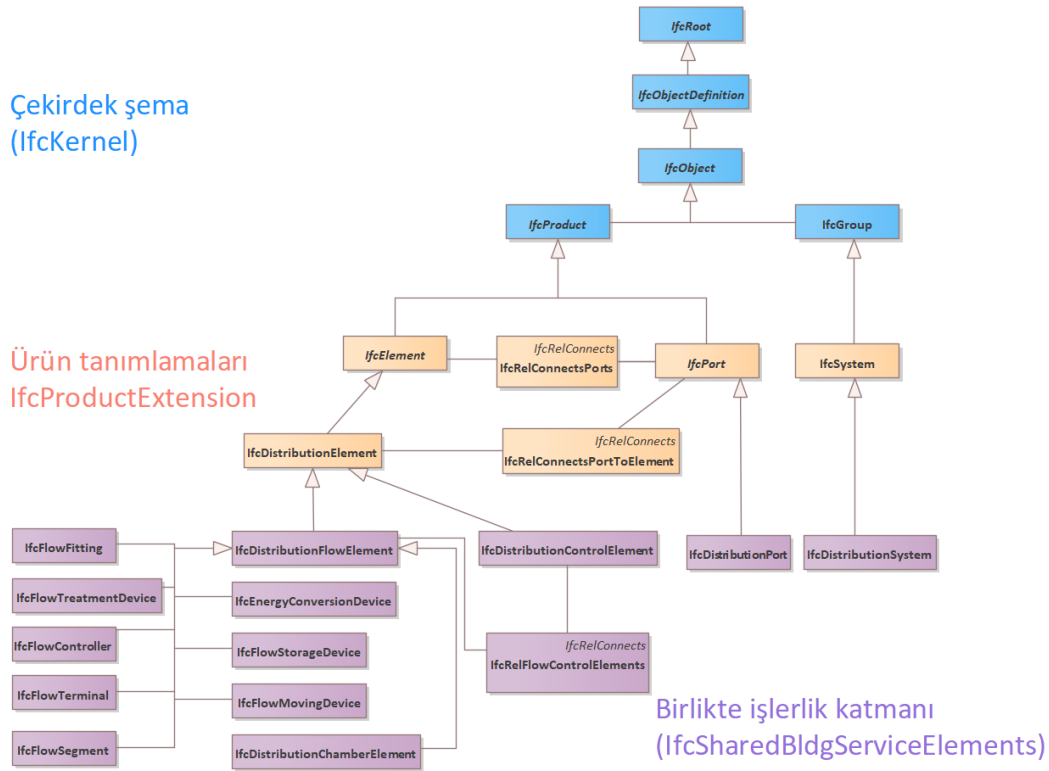 IfcRoot
Çekirdek şema
(IfcKernel)
IfcObjectDefinition
IfcObject
IfcProduct
IfcGroup
Ürün tanımlamaları
IfcProductExtension
IfcElement
IfcRelConnects
IfcRelConnectsPorts
IfcPort
IfcSystem
IfcDistributionElement
IfcRelConnects
IfcRelConnectsPortToElement
IfcFlowFitting
IfcDistributionFlowElement
IfcDistributionControlElement
IfcDistributionPort
IfcDistributionSystem
IfcFlowTreatmentDevice
IfcEnergyConversionDevice
IfcFlowController
IfcFlowStorageDevice
IfcRelConnects
IfcRelFlowControlElements
IfcFlowTerminal
IfcFlowMovingDevice
IfcFlowSegment
IfcDistributionChamberElement
Birlikte işlerlik katmanı
(IfcSharedBldgServiceElements)